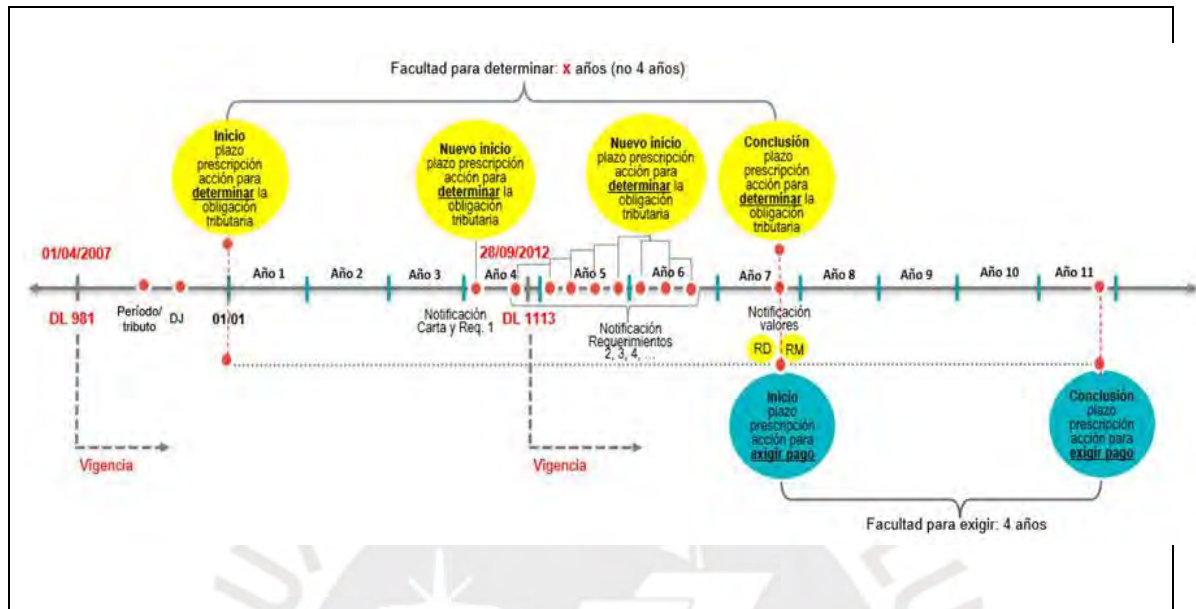 Facultad para determinar: x años (no 4 años)
Inicio
plazo
prescripción
acción para
determinar la
obligación
tributaria
Nuevo inicio
plazo prescripción
acción para
determinar la
obligación
tributaria
Nuevo inicio
plazo prescripción
acción para
determinar la
obligación
tributaria
Conclusión
plazo
prescripción
acción para
determinar la
obligación
tributaria
01/04/2007
28/09/2012
Año 1
Año 2
Año 3
Año 4
Año 5
Año 6
Año 7
Año 8
Año 9
Año 10
Año 11
DL 981
Período/
tributo
DJ
01/01
Notificación
Carta y Req. 1
DL 1113
Notificación
Requerimientos
2, 3, 4, ...
Notificación
valores
RD
RM
Inicio
plazo
prescripción
acción para
exigir pago
Conclusión
plazo
prescripción
acción para
exigir pago
Vigencia
Vigencia
Facultad para exigir: 4 años